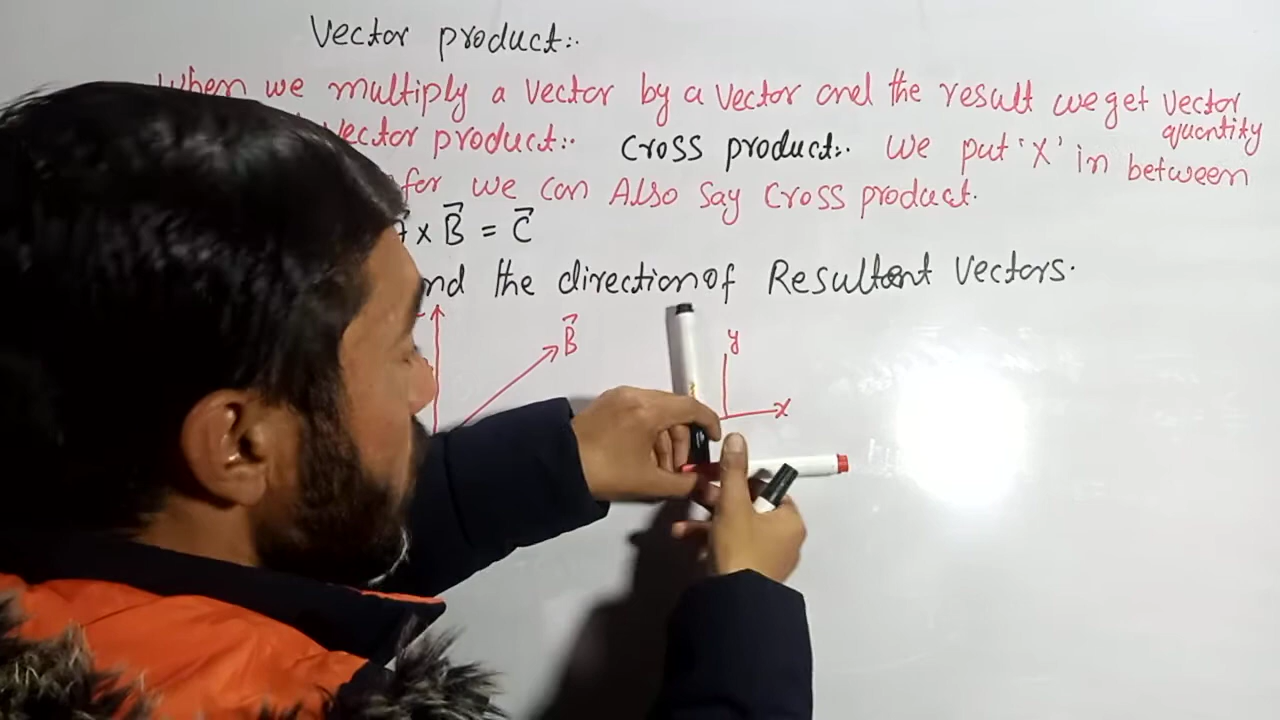 Vector product:.
When we multiply a vector by a vector and the result we get vector quantity
vector product:. Cross product:. We put 'X' in between
for we can Also Say Cross product.
× B⃗ = C⃗
the direction of Resultant Vectors.
B⃗
y
x